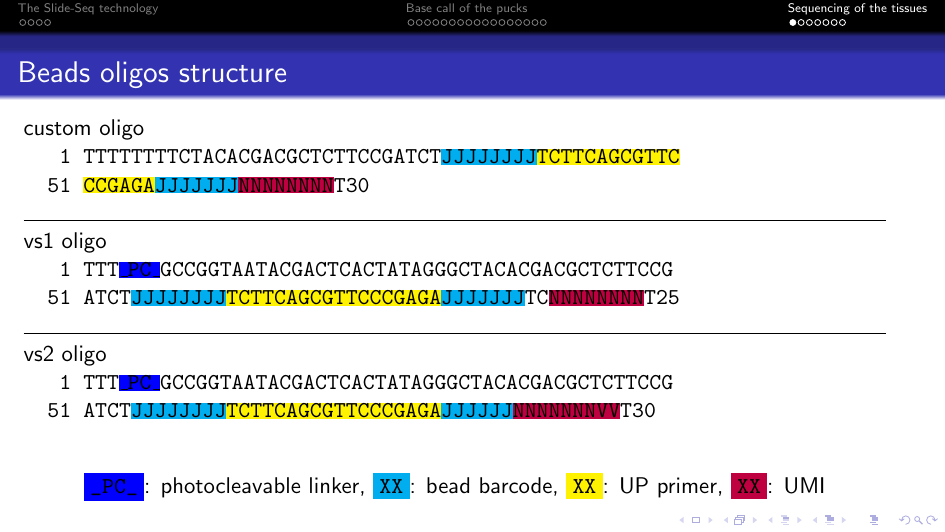 The Slide-Seq technology
Base call of the pucks
Sequencing of the tissues
Beads oligos structure
custom oligo
1 TTTTTTTTCTACACGACGCTCTTCCGATCTJJJJJJJJTCTTCAGCGTTC
51 CCGAGAJJJJJJJNNNNNNNNT30
vs1 oligo
1 TTT_PC_GCCGGTAATACGACTCACTATAGGGCTACACGACGCTCTTCCG
51 ATCTJJJJJJJJTCTTCAGCGTTCCCGAGAJJJJJJJTCNNNNNNNNT25
vs2 oligo
1 TTT_PC_GCCGGTAATACGACTCACTATAGGGCTACACGACGCTCTTCCG
51 ATCTJJJJJJJJTCTTCAGCGTTCCCGAGAJJJJJJNNNNNNNVVT30
_PC_: photocleavable linker, XX: bead barcode, XX: UP primer, XX: UMI